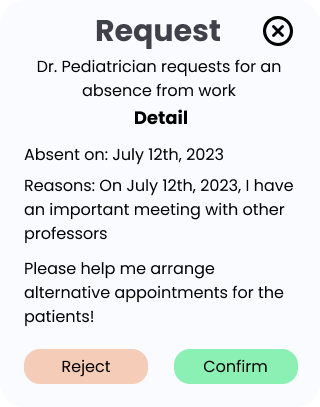 Request
Dr. Pediatrician requests for an
absence from work
Detail
Absent on: July 12th, 2023
Reasons: On July 12th, 2023, I have
an important meeting with other
professors
Please help me arrange
alternative appointments for the
patients!
Reject
Confirm